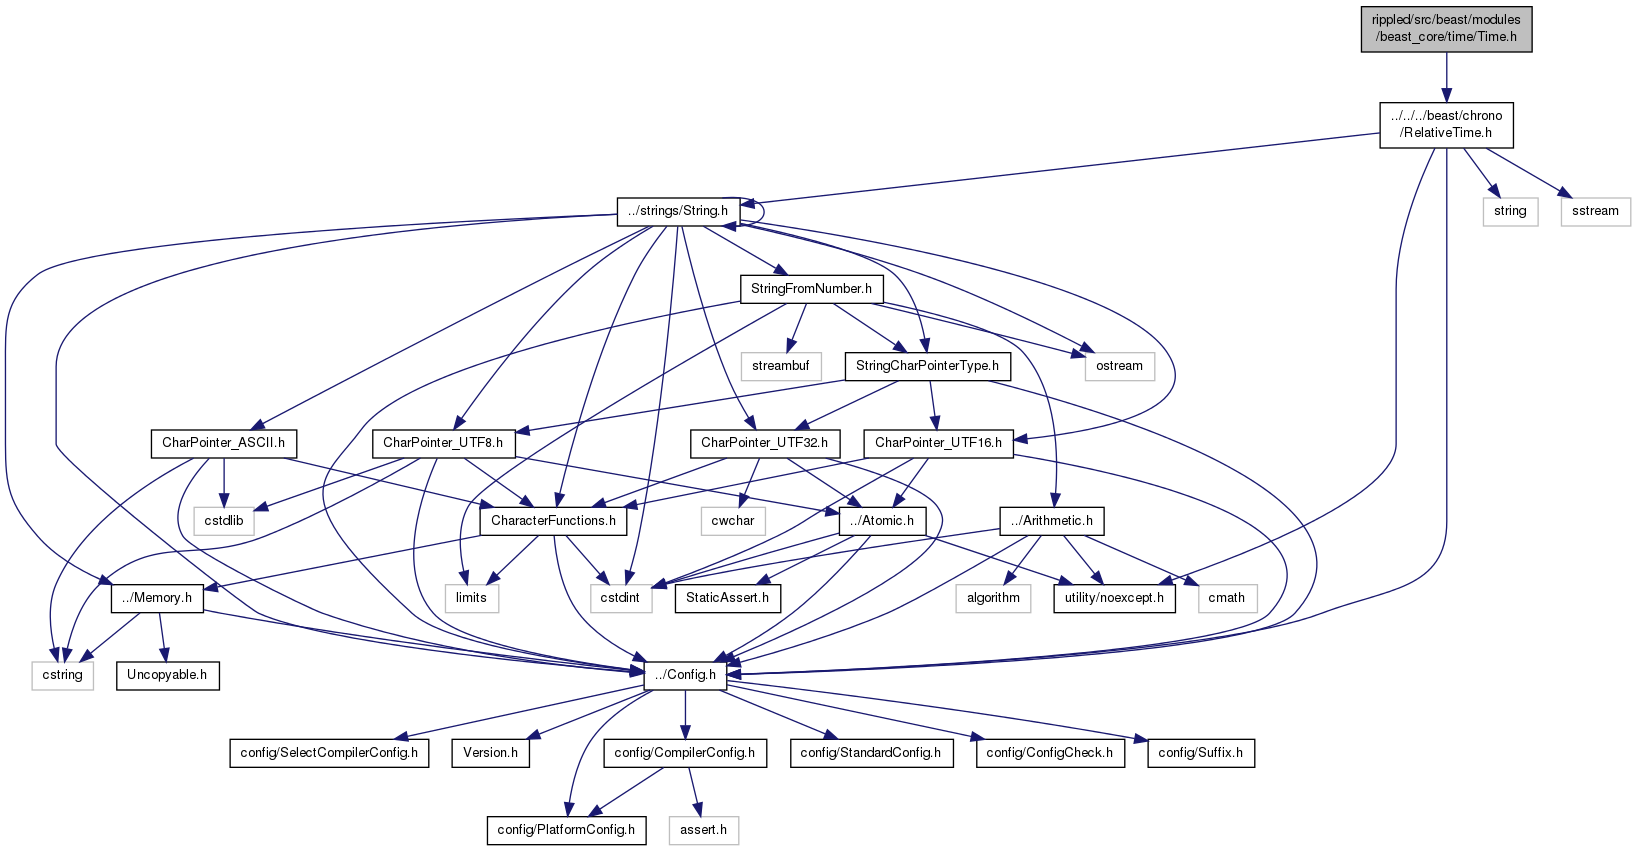 rippled/src/beast/modules
/beast_core/time/Time.h
../../../beast/chrono
/RelativeTime.h
../strings/String.h
string
sstream
StringFromNumber.h
streambuf
StringCharPointerType.h
ostream
CharPointer_ASCII.h
CharPointer_UTF8.h
CharPointer_UTF32.h
CharPointer_UTF16.h
cstdlib
CharacterFunctions.h
cwchar
../Atomic.h
../Arithmetic.h
../Memory.h
limits
cstdint
StaticAssert.h
algorithm
utility/noexcept.h
cmath
cstring
Uncopyable.h
../Config.h
config/SelectCompilerConfig.h
Version.h
config/CompilerConfig.h
config/StandardConfig.h
config/ConfigCheck.h
config/Suffix.h
config/PlatformConfig.h
assert.h